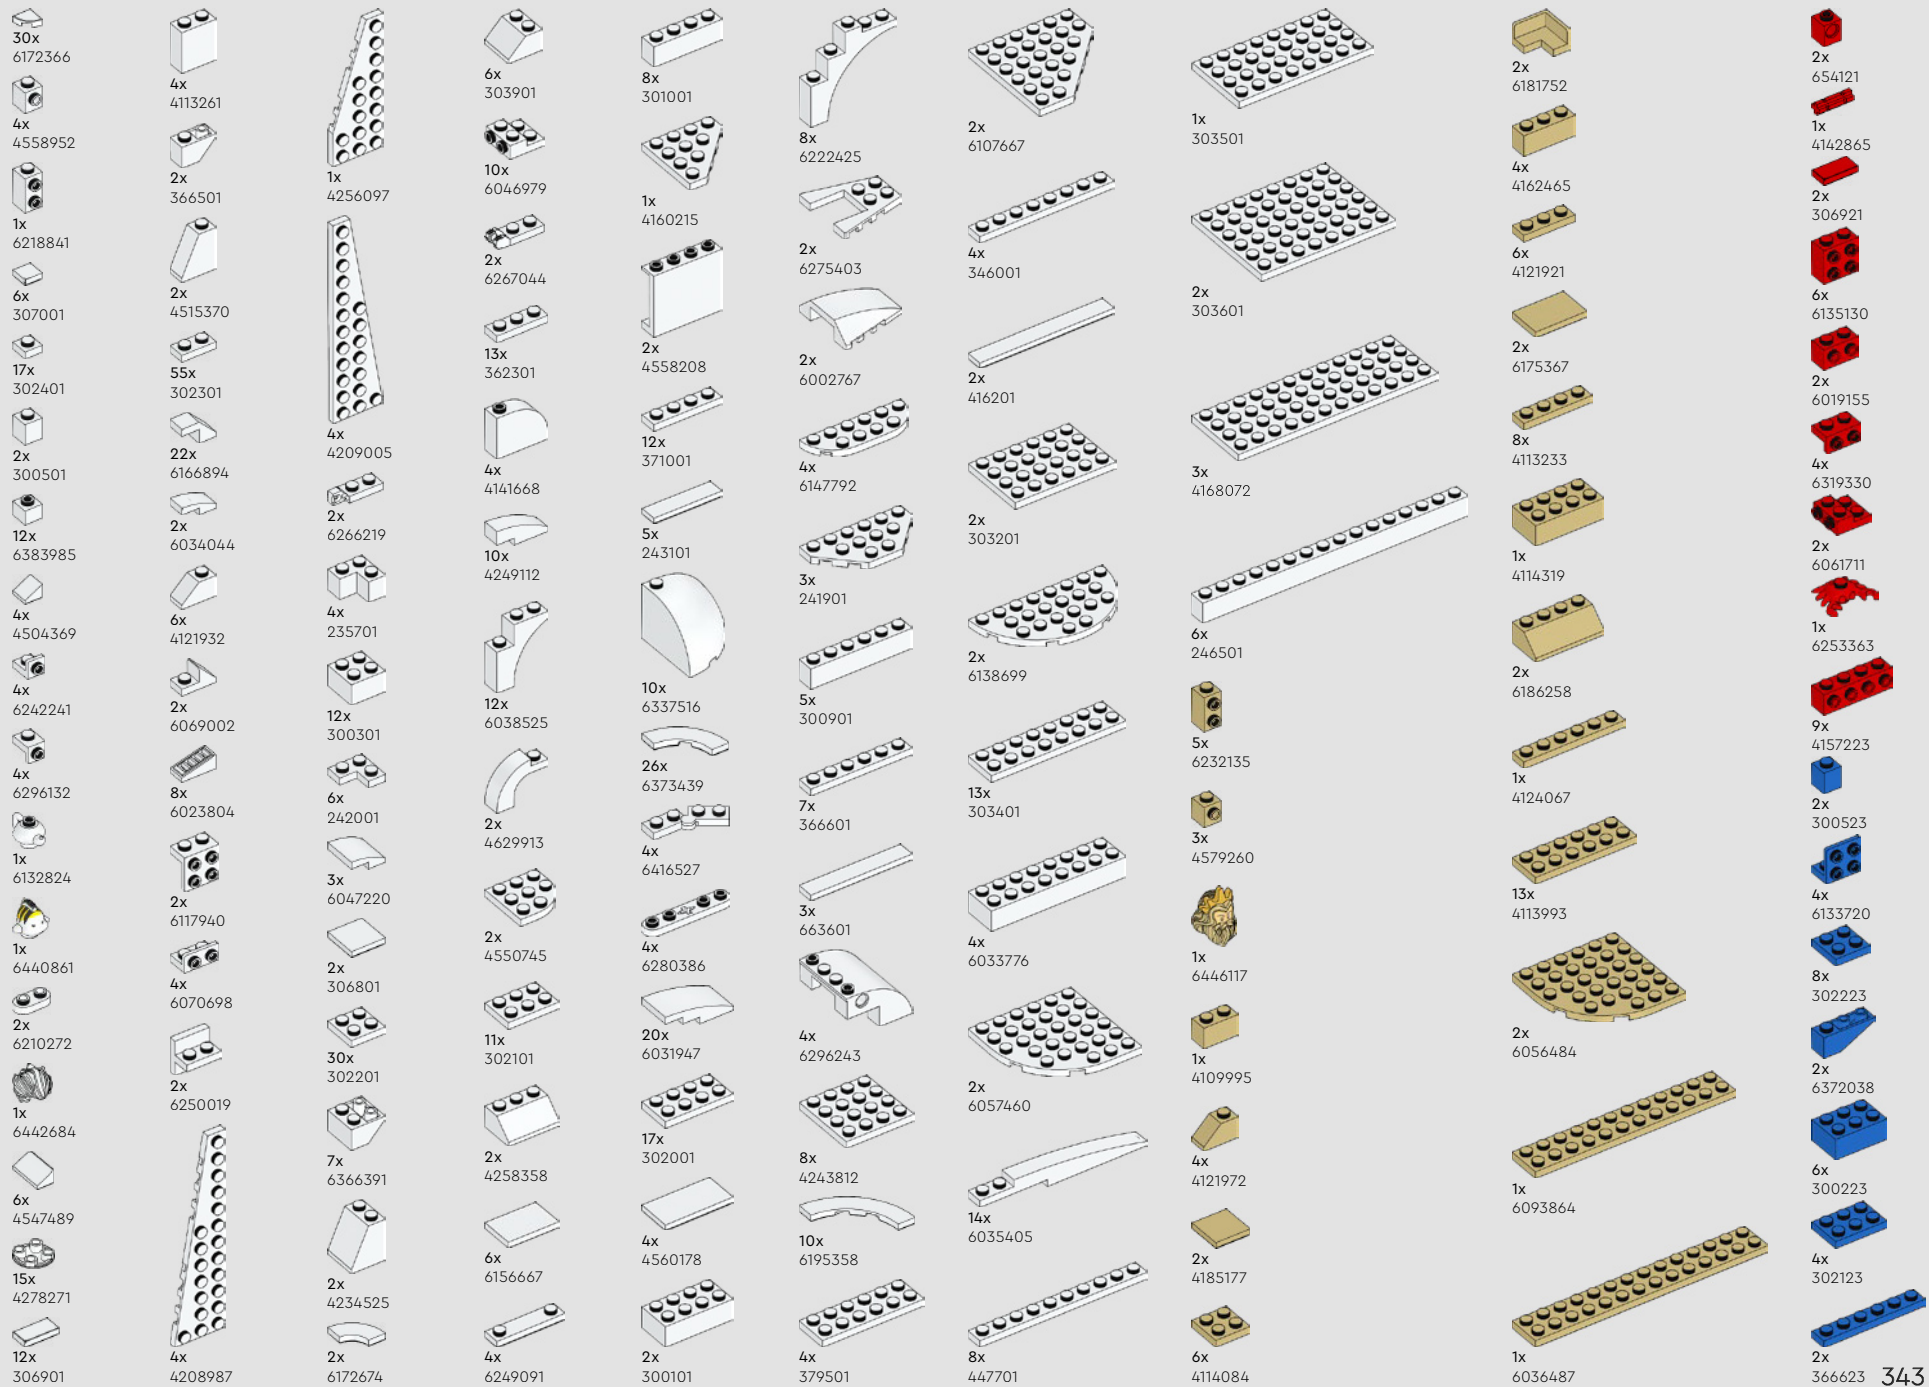 30x
6172366
4x
4558952
1x
6218841
6x
307001
17x
302401
2x
300501
12x
6383985
4x
4504369
4x
6242241
4x
6296132
1x
6132824
1x
6440861
2x
6210272
1x
6442684
6x
4547489
15x
4278271
12x
306901
4x
4113261
2x
366501
2x
4515370
55x
302301
22x
6166894
2x
6034044
6x
4121932
2x
6069002
8x
6023804
2x
6117940
4x
6070698
2x
6250019
4x
4208987
1x
4256097
4x
4209005
2x
6266219
4x
235701
12x
300301
6x
242001
3x
6047220
2x
306801
30x
302201
7x
6366391
2x
4234525
2x
6172674
6x
303901
10x
6046979
2x
6267044
13x
362301
4x
4141668
10x
4249112
12x
6038525
2x
4629913
2x
4550745
11x
302101
2x
4258358
6x
6156667
4x
6249091
8x
301001
1x
4160215
2x
4558208
12x
371001
5x
243101
10x
6337516
26x
6373439
4x
6416527
4x
6280386
20x
6031947
17x
302001
4x
4560178
2x
300101
8x
6222425
2x
6275403
2x
6002767
4x
6147792
3x
241901
5x
300901
7x
366601
3x
663601
4x
6296243
8x
4243812
10x
6195358
4x
379501
2x
6107667
4x
346001
2x
416201
2x
303201
2x
6138699
13x
303401
4x
6033776
2x
6057460
14x
6035405
8x
447701
1x
303501
2x
303601
3x
4168072
6x
246501
5x
6232135
3x
4579260
1x
6446117
1x
4109995
4x
4121972
2x
4185177
6x
4114084
2x
6181752
4x
4162465
6x
4121921
2x
6175367
8x
4113233
1x
4114319
2x
6186258
1x
4124067
13x
4113993
2x
6056484
1x
6093864
1x
6036487
2x
654121
1x
4142865
2x
306921
6x
6135130
2x
6019155
4x
6319330
2x
6061711
1x
6253363
9x
4157223
2x
300523
4x
6133720
8x
302223
2x
6372038
6x
300223
4x
302123
2x
366623
343